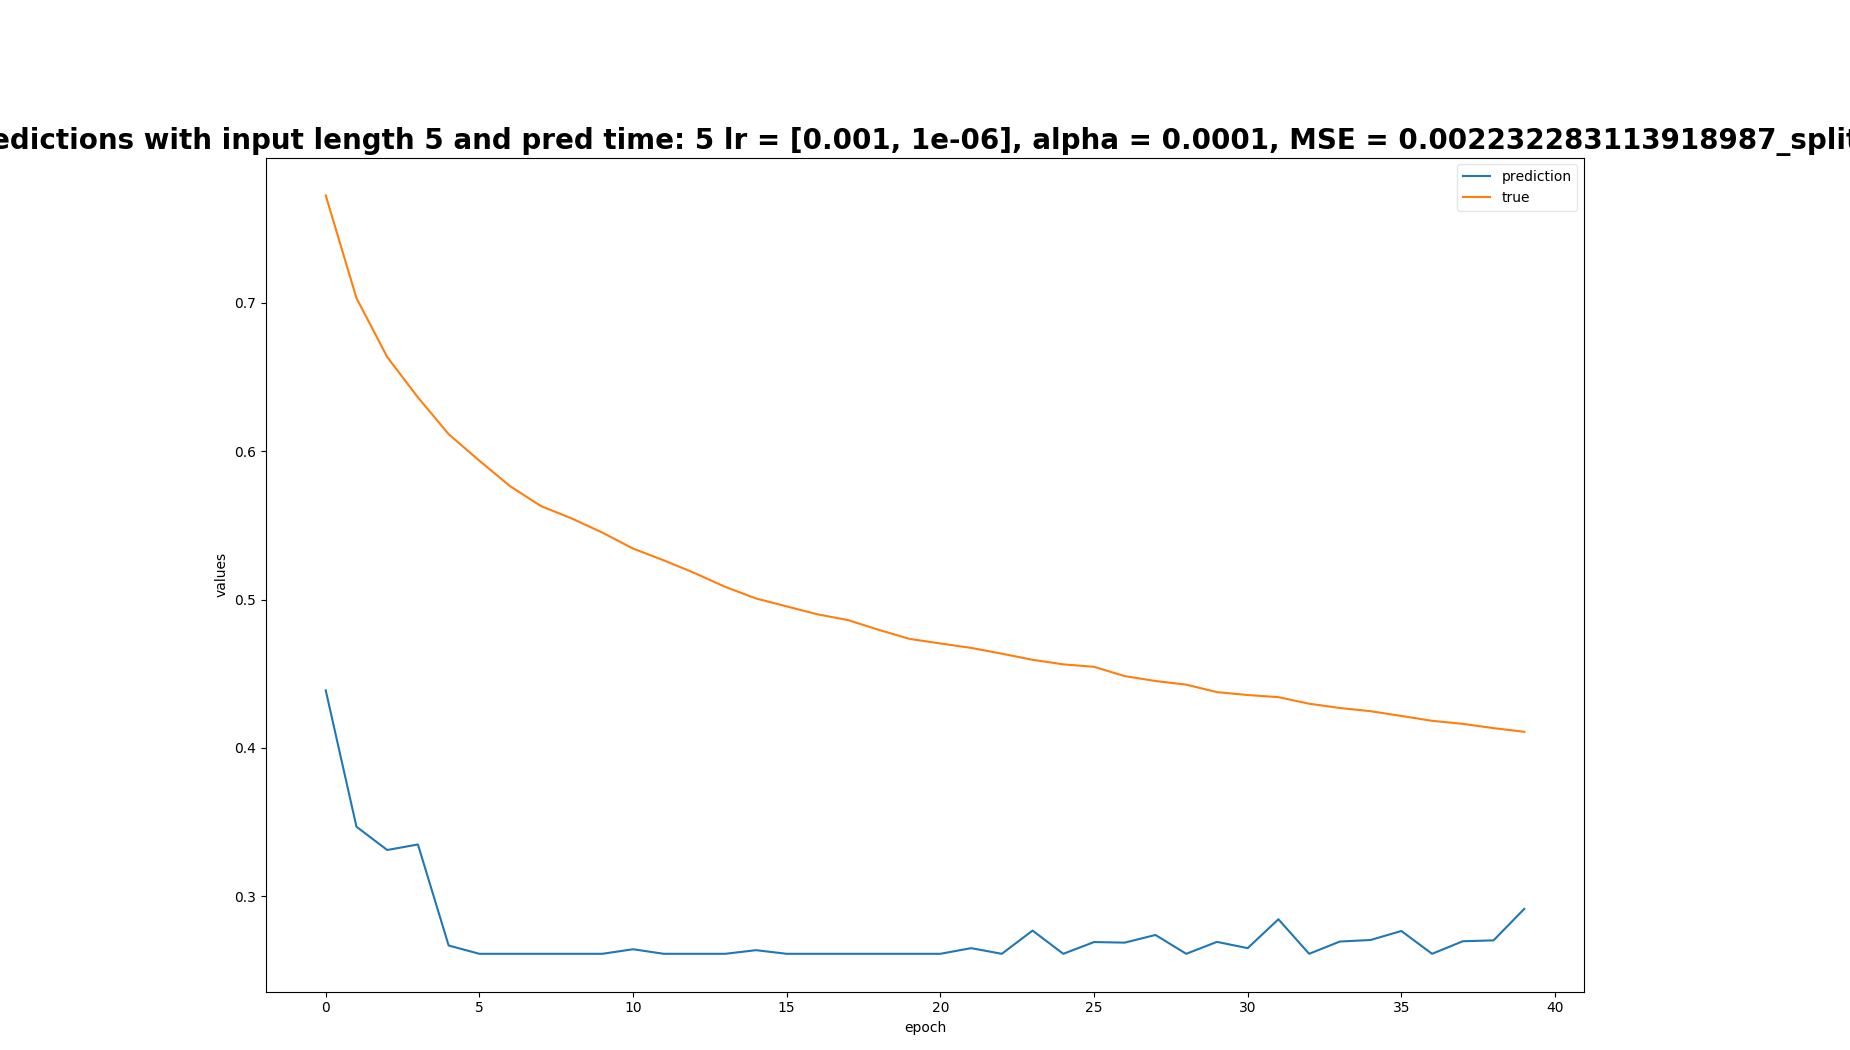 edictions with input length 5 and pred time: 5 lr = [0.001, 1e-06], alpha = 0.0001, MSE = 0.002232283113918987_split
prediction
true
0.7
0.6
0.5
0.4
0.3
values
0 5 10 15 20 25 30 35 40
epoch